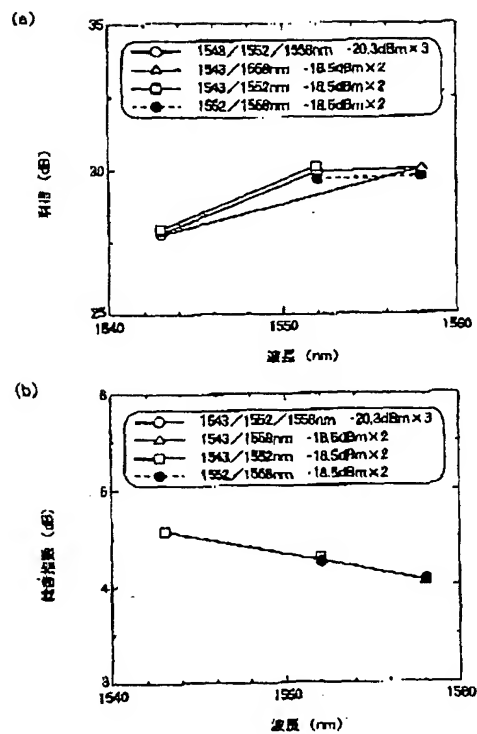 (a)
35
1543/1552/1558nm -20.3dBm×3
1543/1558nm -18.5dBm×2
1543/1552nm -18.5dBm×2
1552/1558nm -18.5dBm×2
30
利得 (dB)
25
1540
1550
1560
波長 (nm)
(b)
6
1543/1552/1558nm -20.3dBm×3
1543/1558nm -18.5dBm×2
1543/1552nm -18.5dBm×2
1552/1558nm -18.5dBm×2
5
雑音指数 (dB)
4
3
1540
1550
1560
波長 (nm)